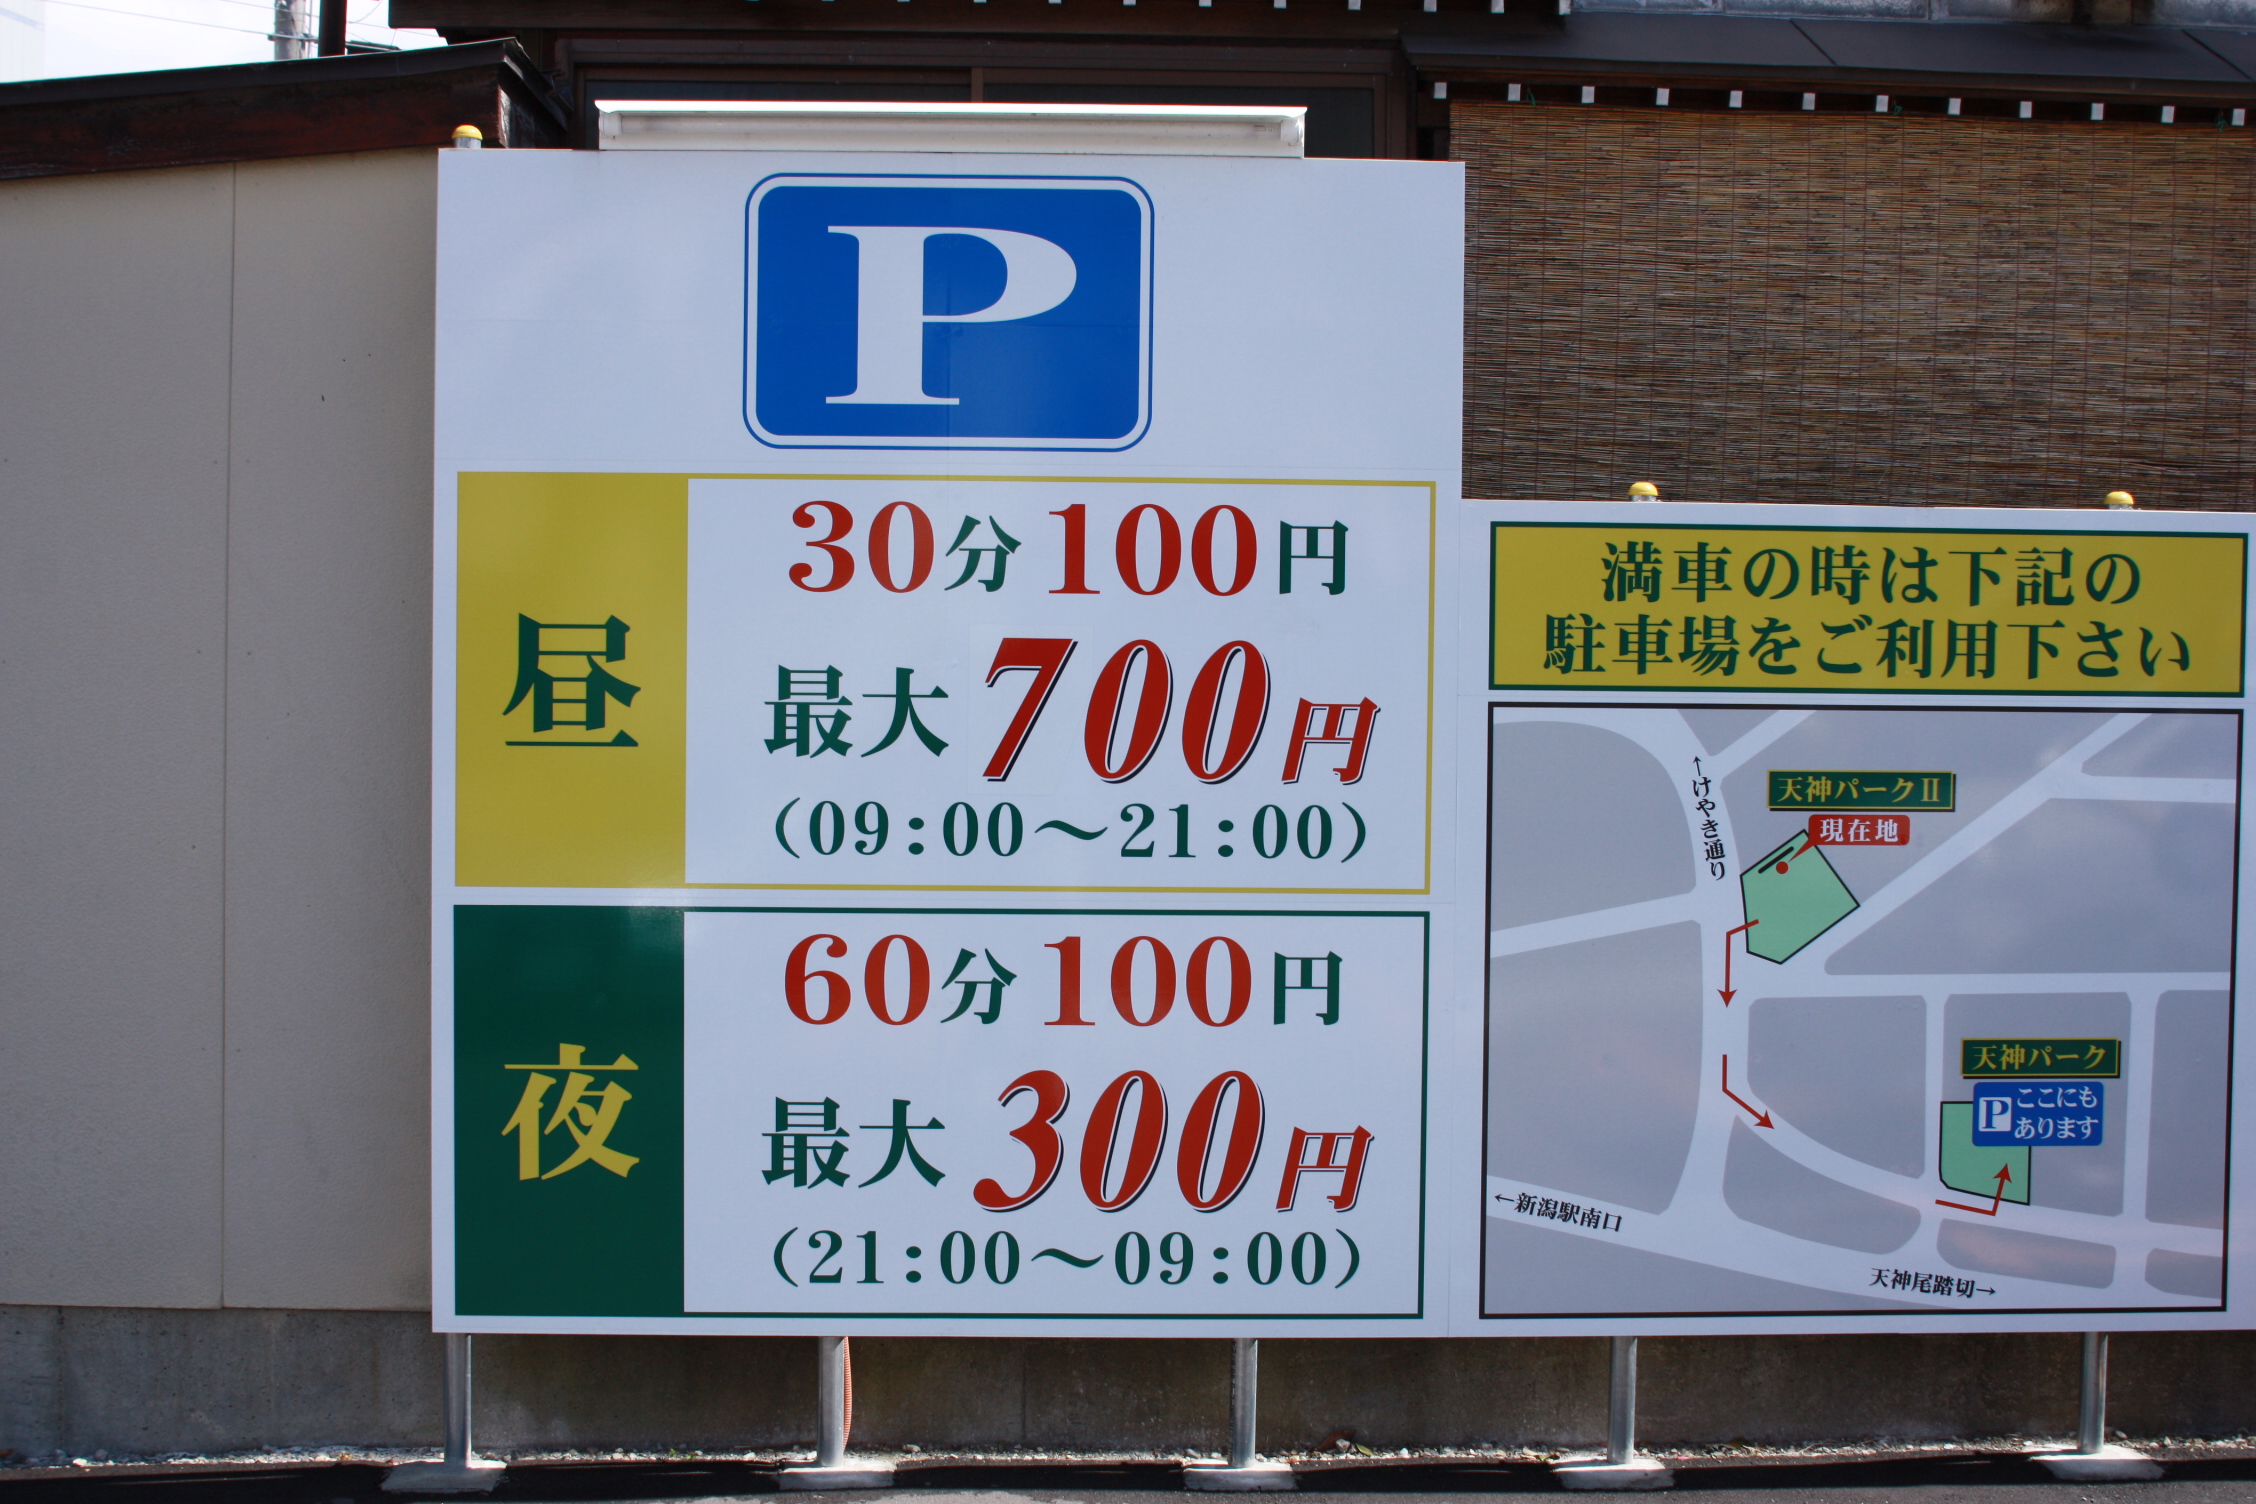 P
昼
30分100円
最大700円
(09:00～21:00)
夜
60分100円
最大300円
(21:00～09:00)
満車の時は下記の
駐車場をご利用下さい
↑けやき通り
天神パークⅡ
現在地
天神パーク
P
ここにも
あります
←新潟駅南口
天神尾踏切→